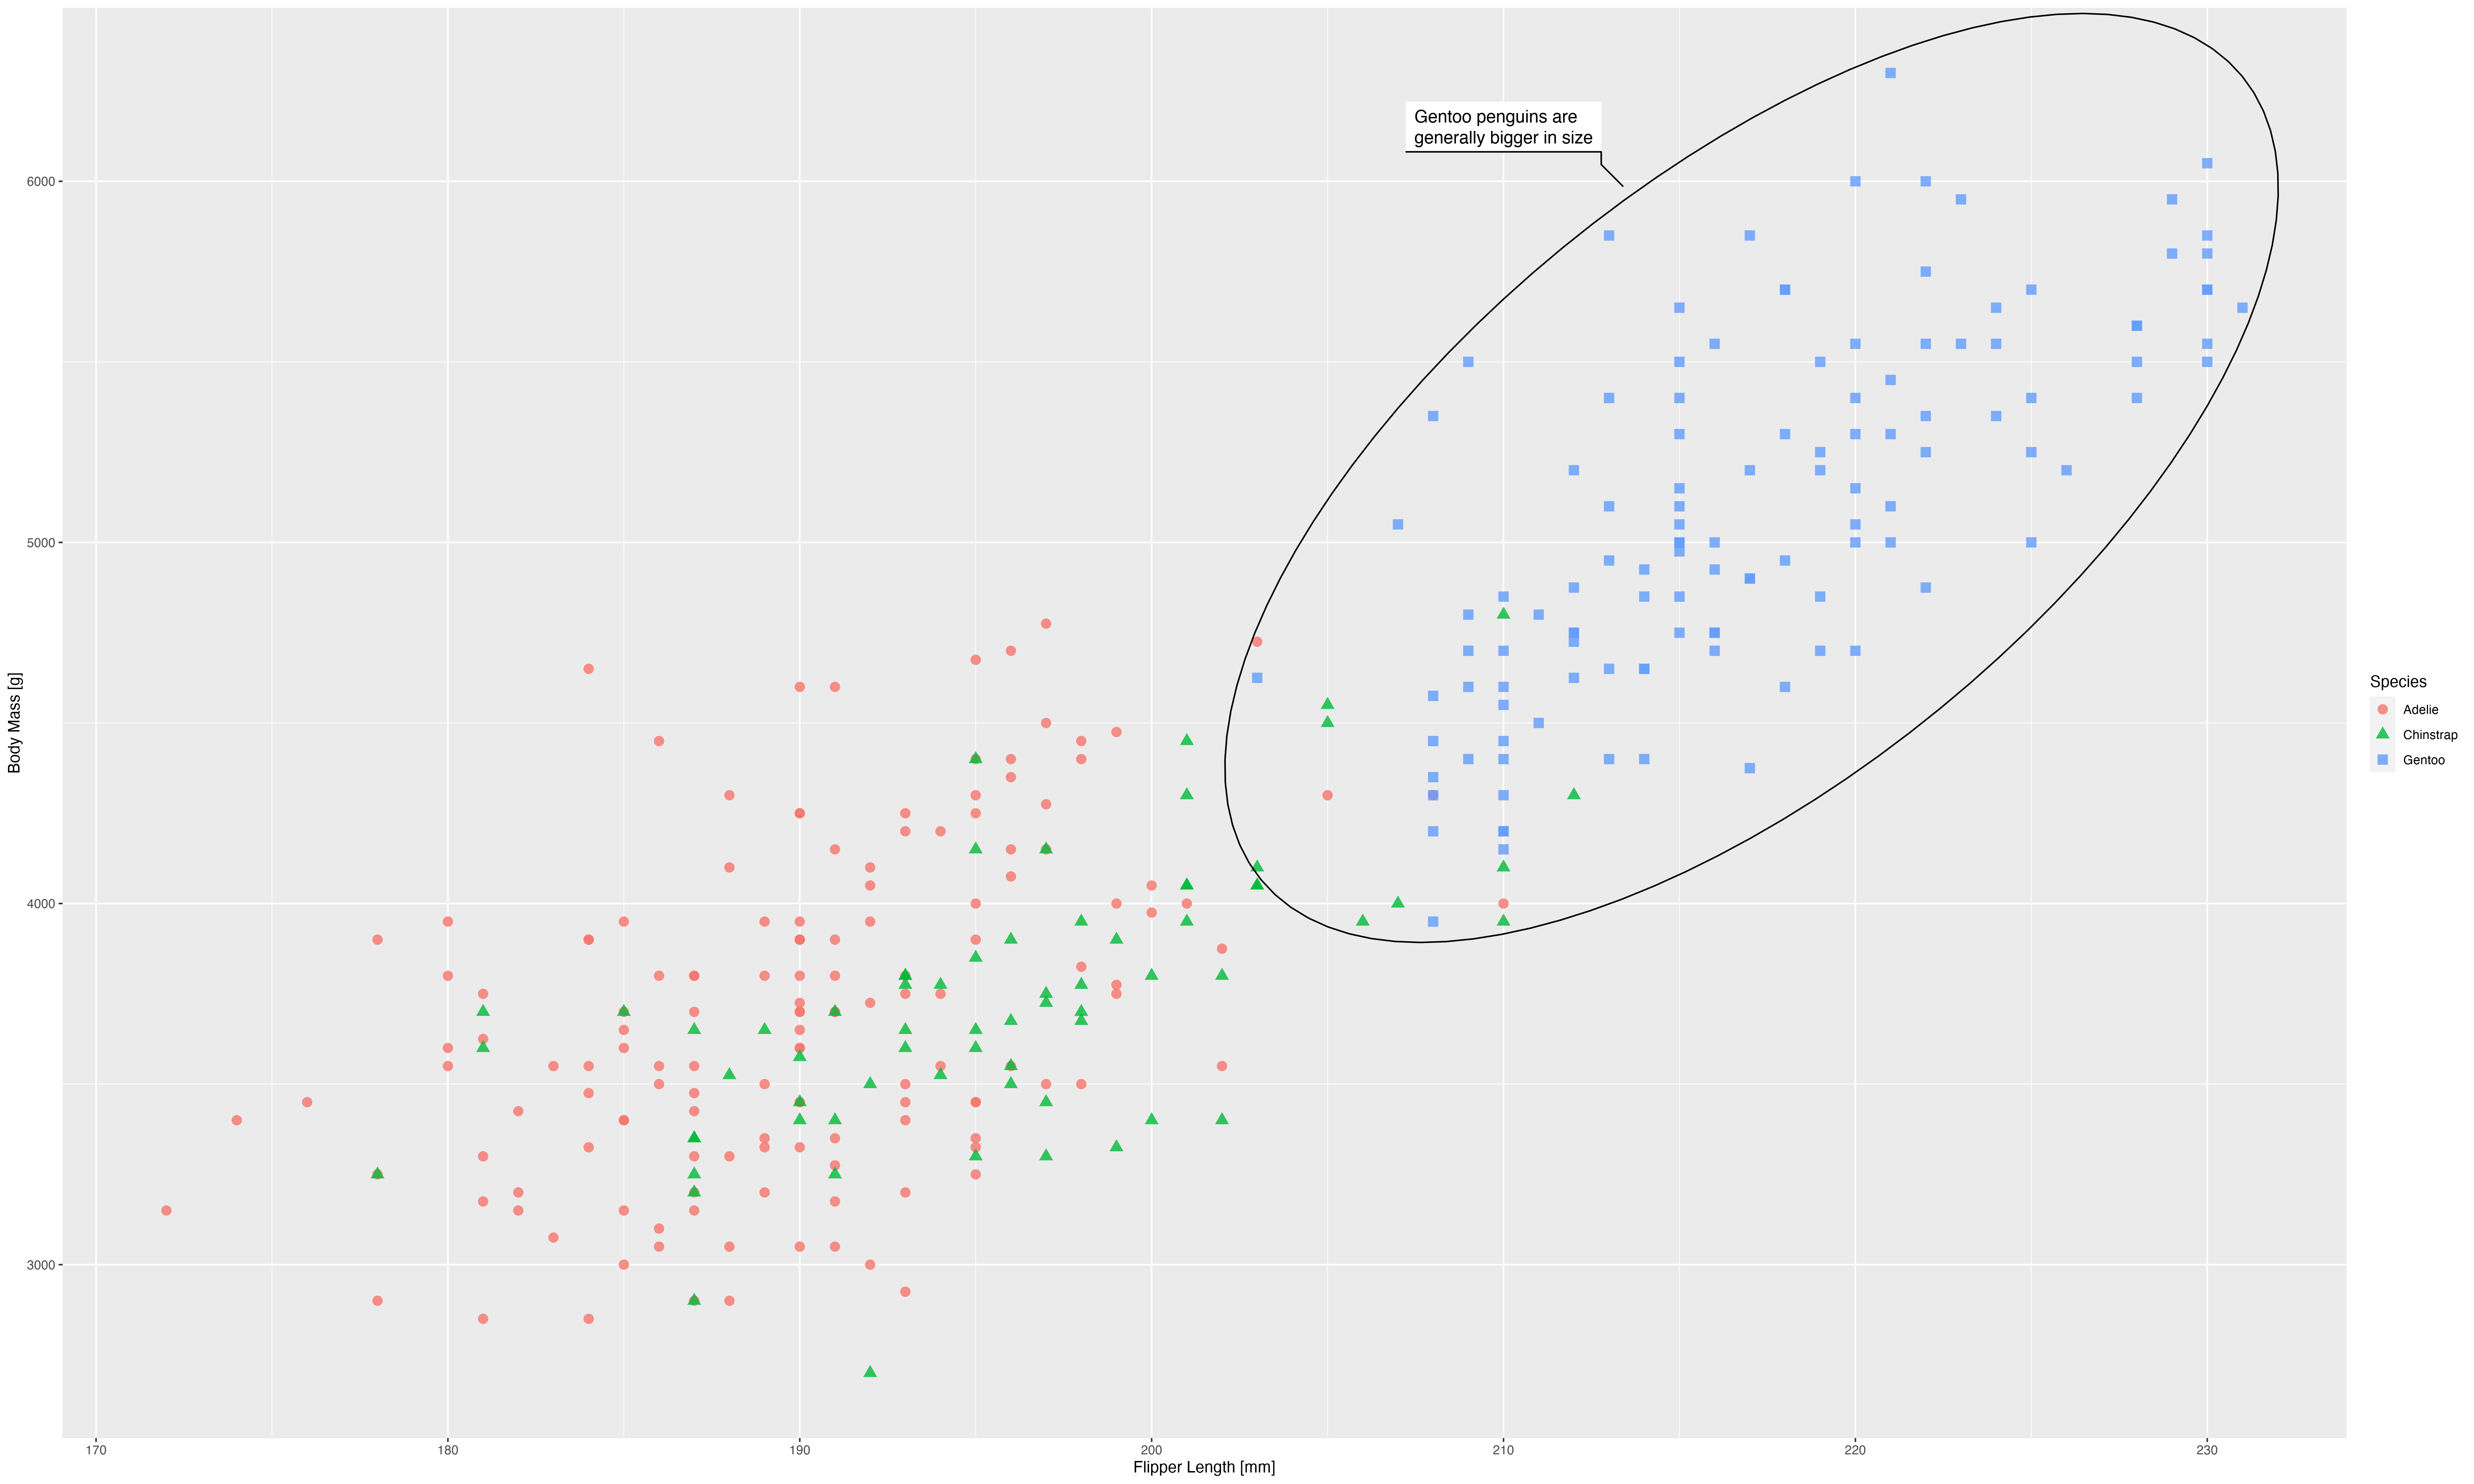 Gentoo penguins are
generally bigger in size
6000
5000
4000
3000
Body Mass [g]
170 180 190 200 210 220 230
Flipper Length [mm]
Species
Adelie
Chinstrap
Gentoo